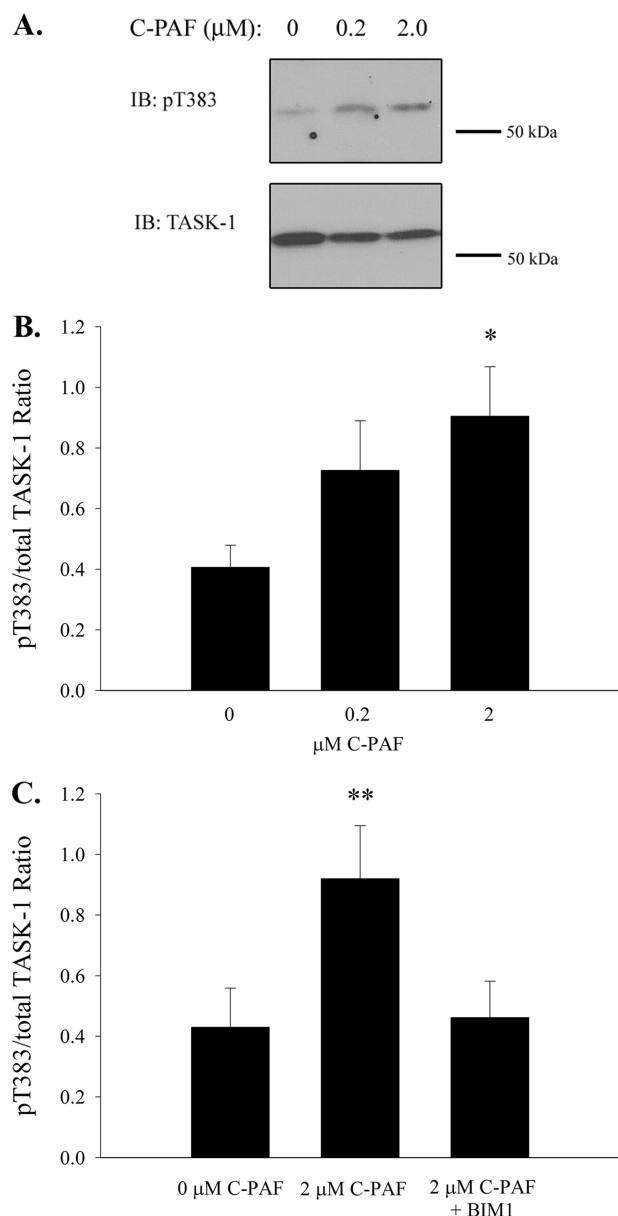 A.
C-PAF (μM): 0 0.2 2.0
IB: pT383
50 kDa
IB: TASK-1
50 kDa
B.
pT383/total TASK-1 Ratio
1.2
*
1.0
0.8
0.6
0.4
0.2
0.0
0 0.2 2
μM C-PAF
C.
pT383/total TASK-1 Ratio
1.2
**
1.0
0.8
0.6
0.4
0.2
0.0
0 μM C-PAF 2 μM C-PAF 2 μM C-PAF
+ BIM1